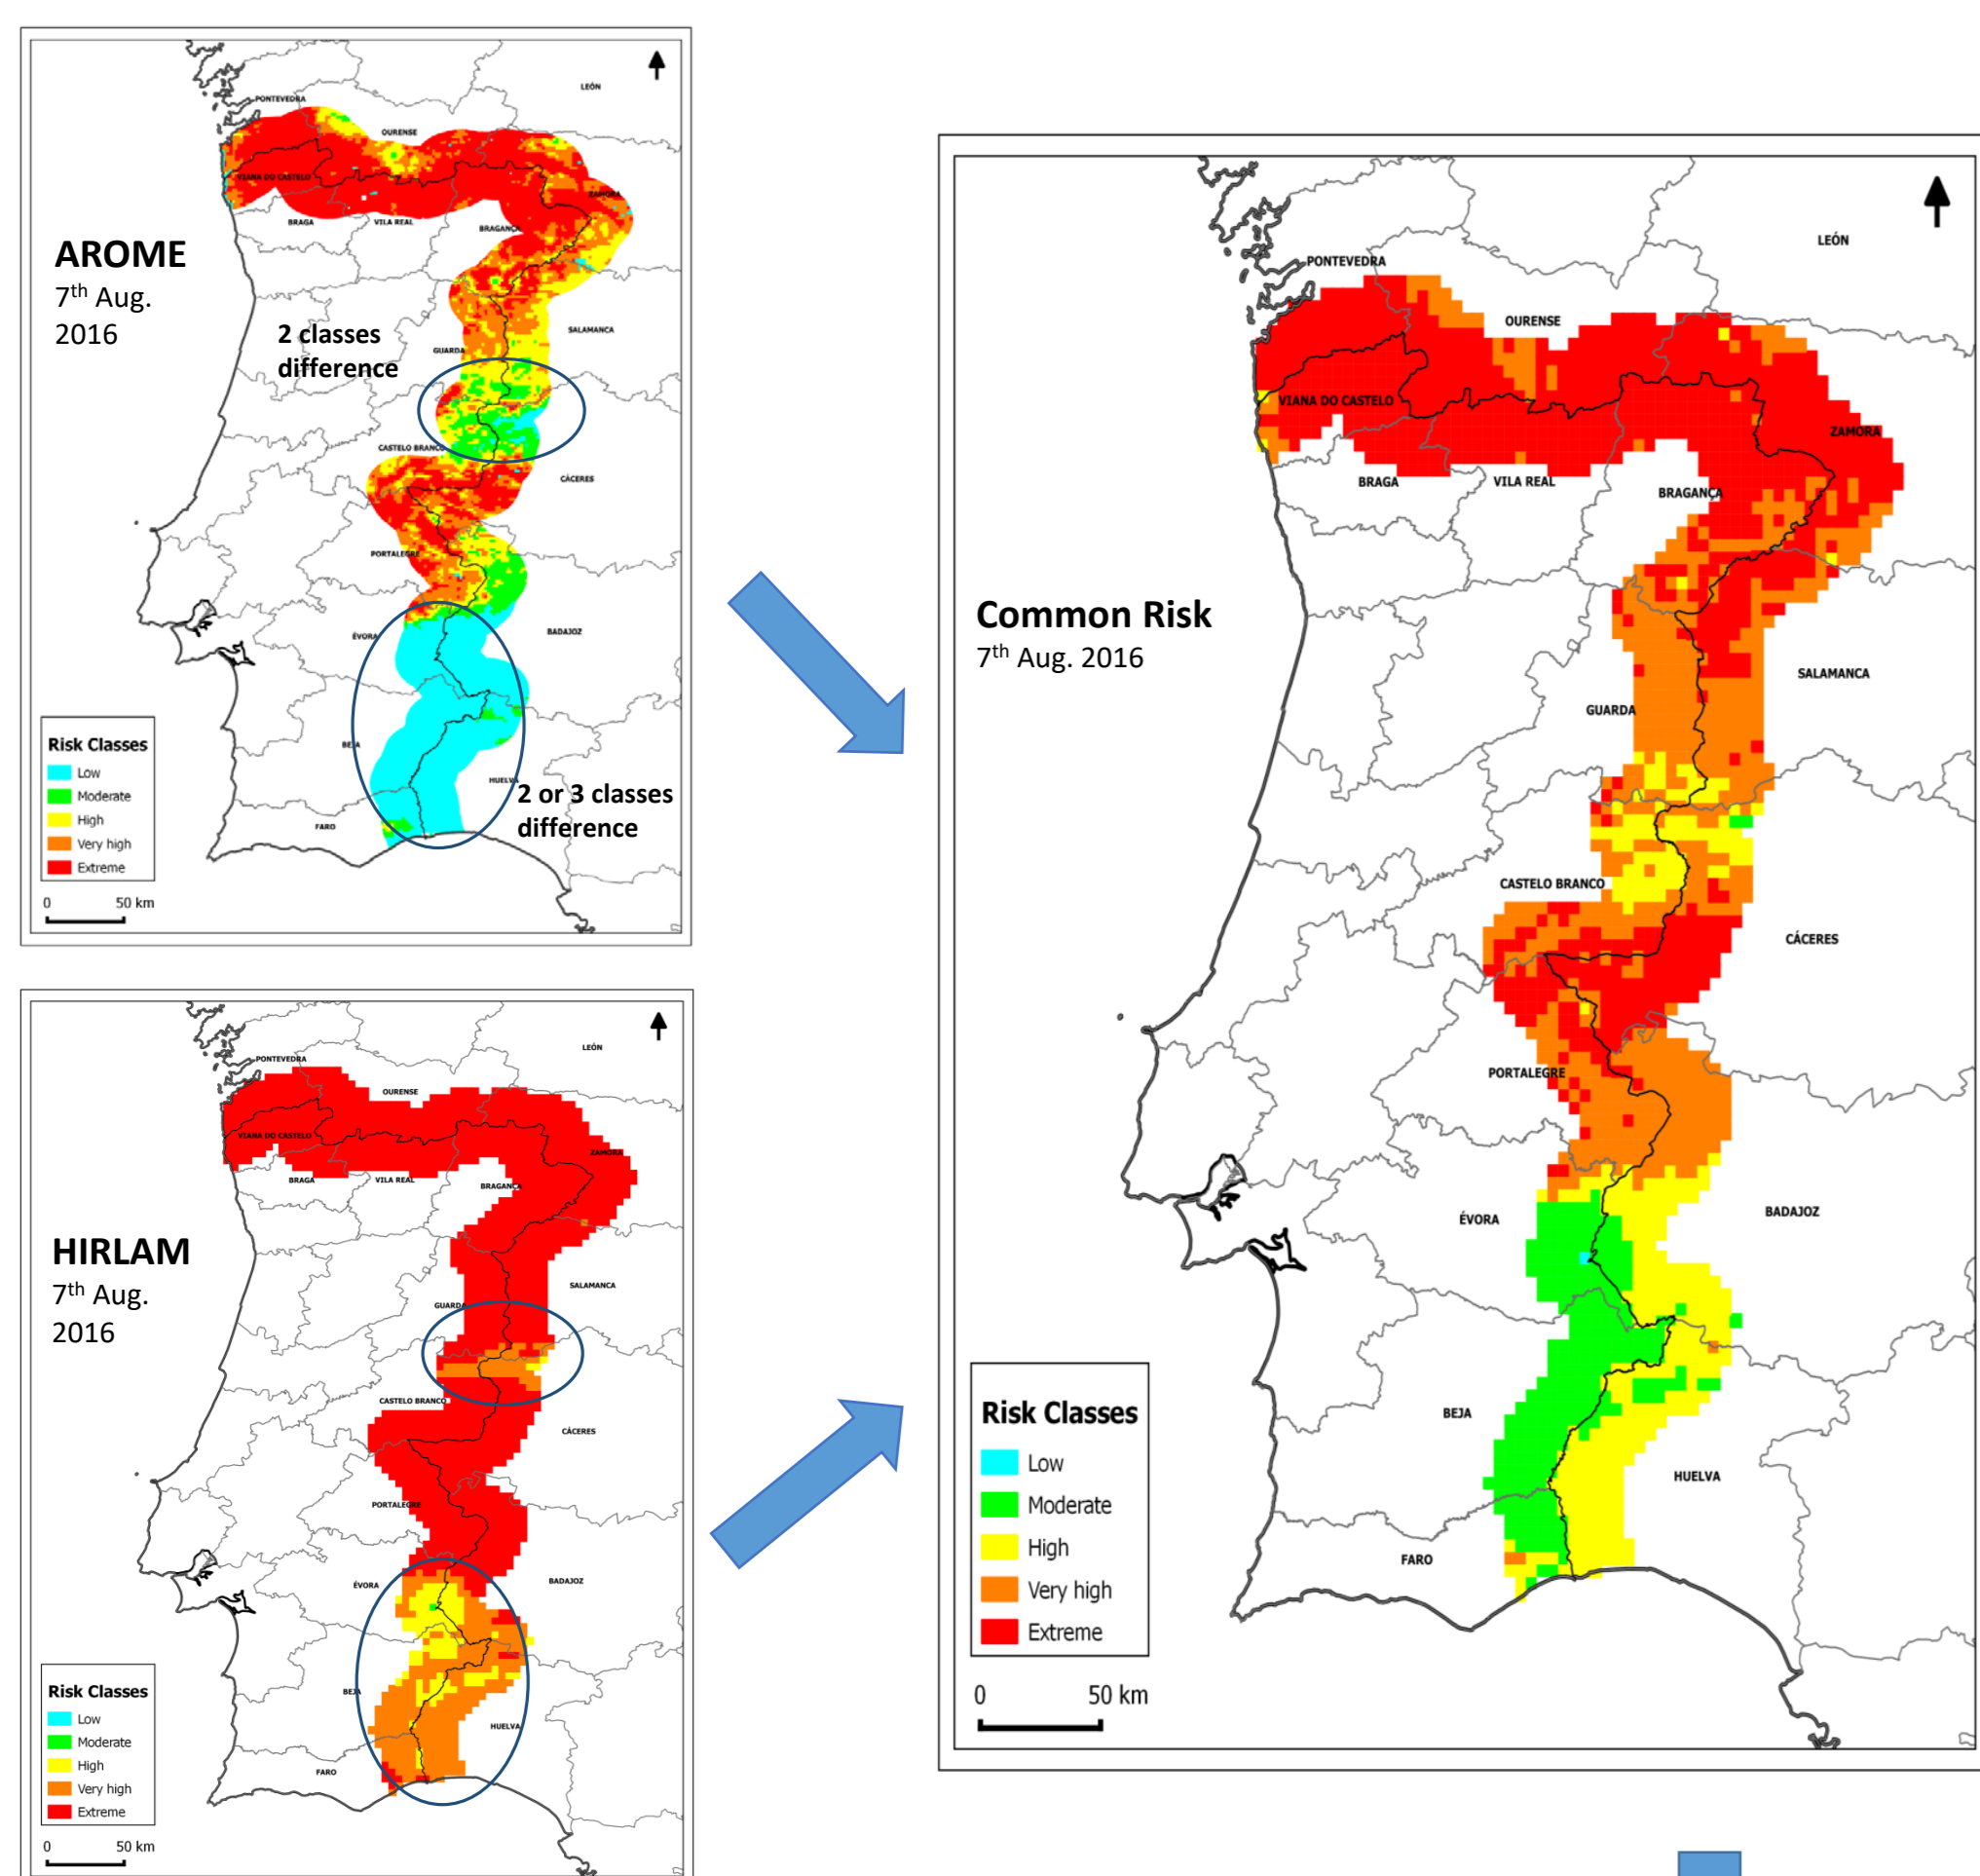 LEÓN
PONTEVEDRA
OURENSE
VIANA DO CASTELO
ZAMORA
BRAGA
VILA REAL
BRAGANÇA
AROME
7th Aug.
2016
2 classes
difference
SALAMANCA
GUARDA
CASTELO BRANCO
CÁCERES
PORTALEGRE
ÉVORA
BADAJOZ
BEJA
HUELVA
2 or 3 classes
difference
FARO
Risk Classes
Low
Moderate
High
Very high
Extreme
0 50 km
LEÓN
PONTEVEDRA
OURENSE
VIANA DO CASTELO
ZAMORA
BRAGA
VILA REAL
BRAGANÇA
HIRLAM
7th Aug.
2016
SALAMANCA
GUARDA
CASTELO BRANCO
CÁCERES
PORTALEGRE
ÉVORA
BADAJOZ
BEJA
HUELVA
FARO
Risk Classes
Low
Moderate
High
Very high
Extreme
0 50 km
LEÓN
PONTEVEDRA
OURENSE
VIANA DO CASTELO
ZAMORA
BRAGA
VILA REAL
BRAGANÇA
Common Risk
7th Aug. 2016
SALAMANCA
GUARDA
CASTELO BRANCO
CÁCERES
PORTALEGRE
ÉVORA
BADAJOZ
BEJA
HUELVA
FARO
Risk Classes
Low
Moderate
High
Very high
Extreme
0 50 km